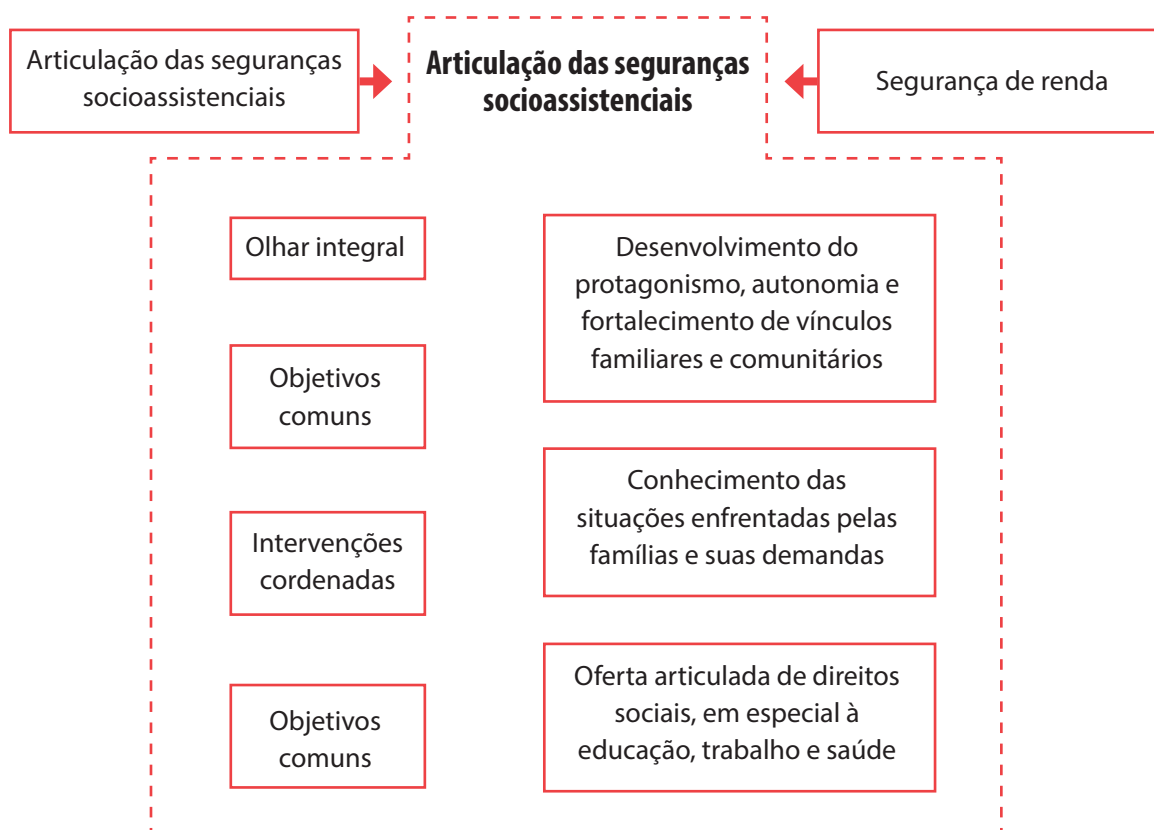 Articulação das seguranças
socioassistenciais
Articulação das seguranças
socioassistenciais
Segurança de renda
Olhar integral
Objetivos
comuns
Intervenções
cordenadas
Objetivos
comuns
Desenvolvimento do
protagonismo, autonomia e
fortalecimento de vínculos
familiares e comunitários
Conhecimento das
situações enfrentadas pelas
famílias e suas demandas
Oferta articulada de direitos
sociais, em especial à
educação, trabalho e saúde